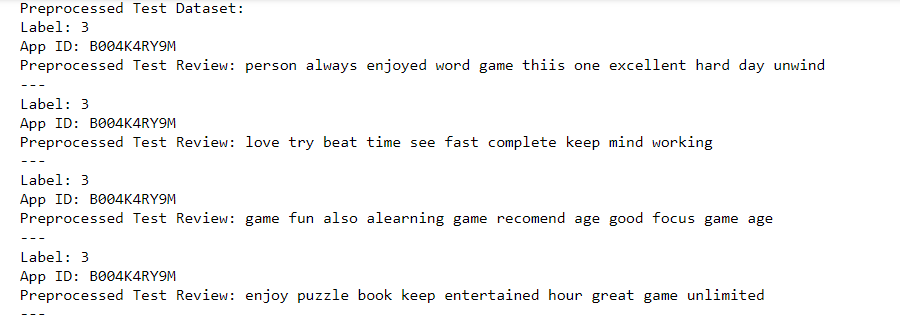 Preprocessed Test Dataset:
Label: 3
App ID: B004K4RY9M
Preprocessed Test Review: person always enjoyed word game thiis one excellent hard day unwind
---
Label: 3
App ID: B004K4RY9M
Preprocessed Test Review: love try beat time see fast complete keep mind working
---
Label: 3
App ID: B004K4RY9M
Preprocessed Test Review: game fun also alearning game recomend age good focus game age
---
Label: 3
App ID: B004K4RY9M
Preprocessed Test Review: enjoy puzzle book keep entertained hour great game unlimited
---